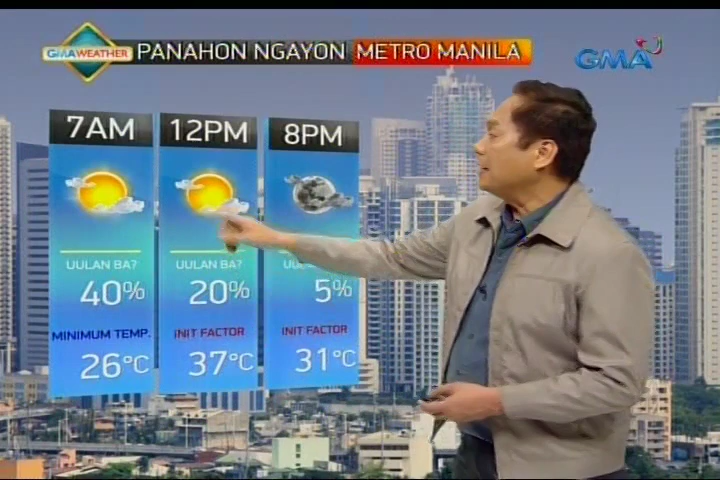 GMA WEATHER
PANAHON NGAYON METRO MANILA
GMA
7AM
UULAN BA?
40%
MINIMUM TEMP.
26°C
12PM
UULAN BA?
20%
INIT FACTOR
37°C
8PM
5%
INIT FACTOR
31°C